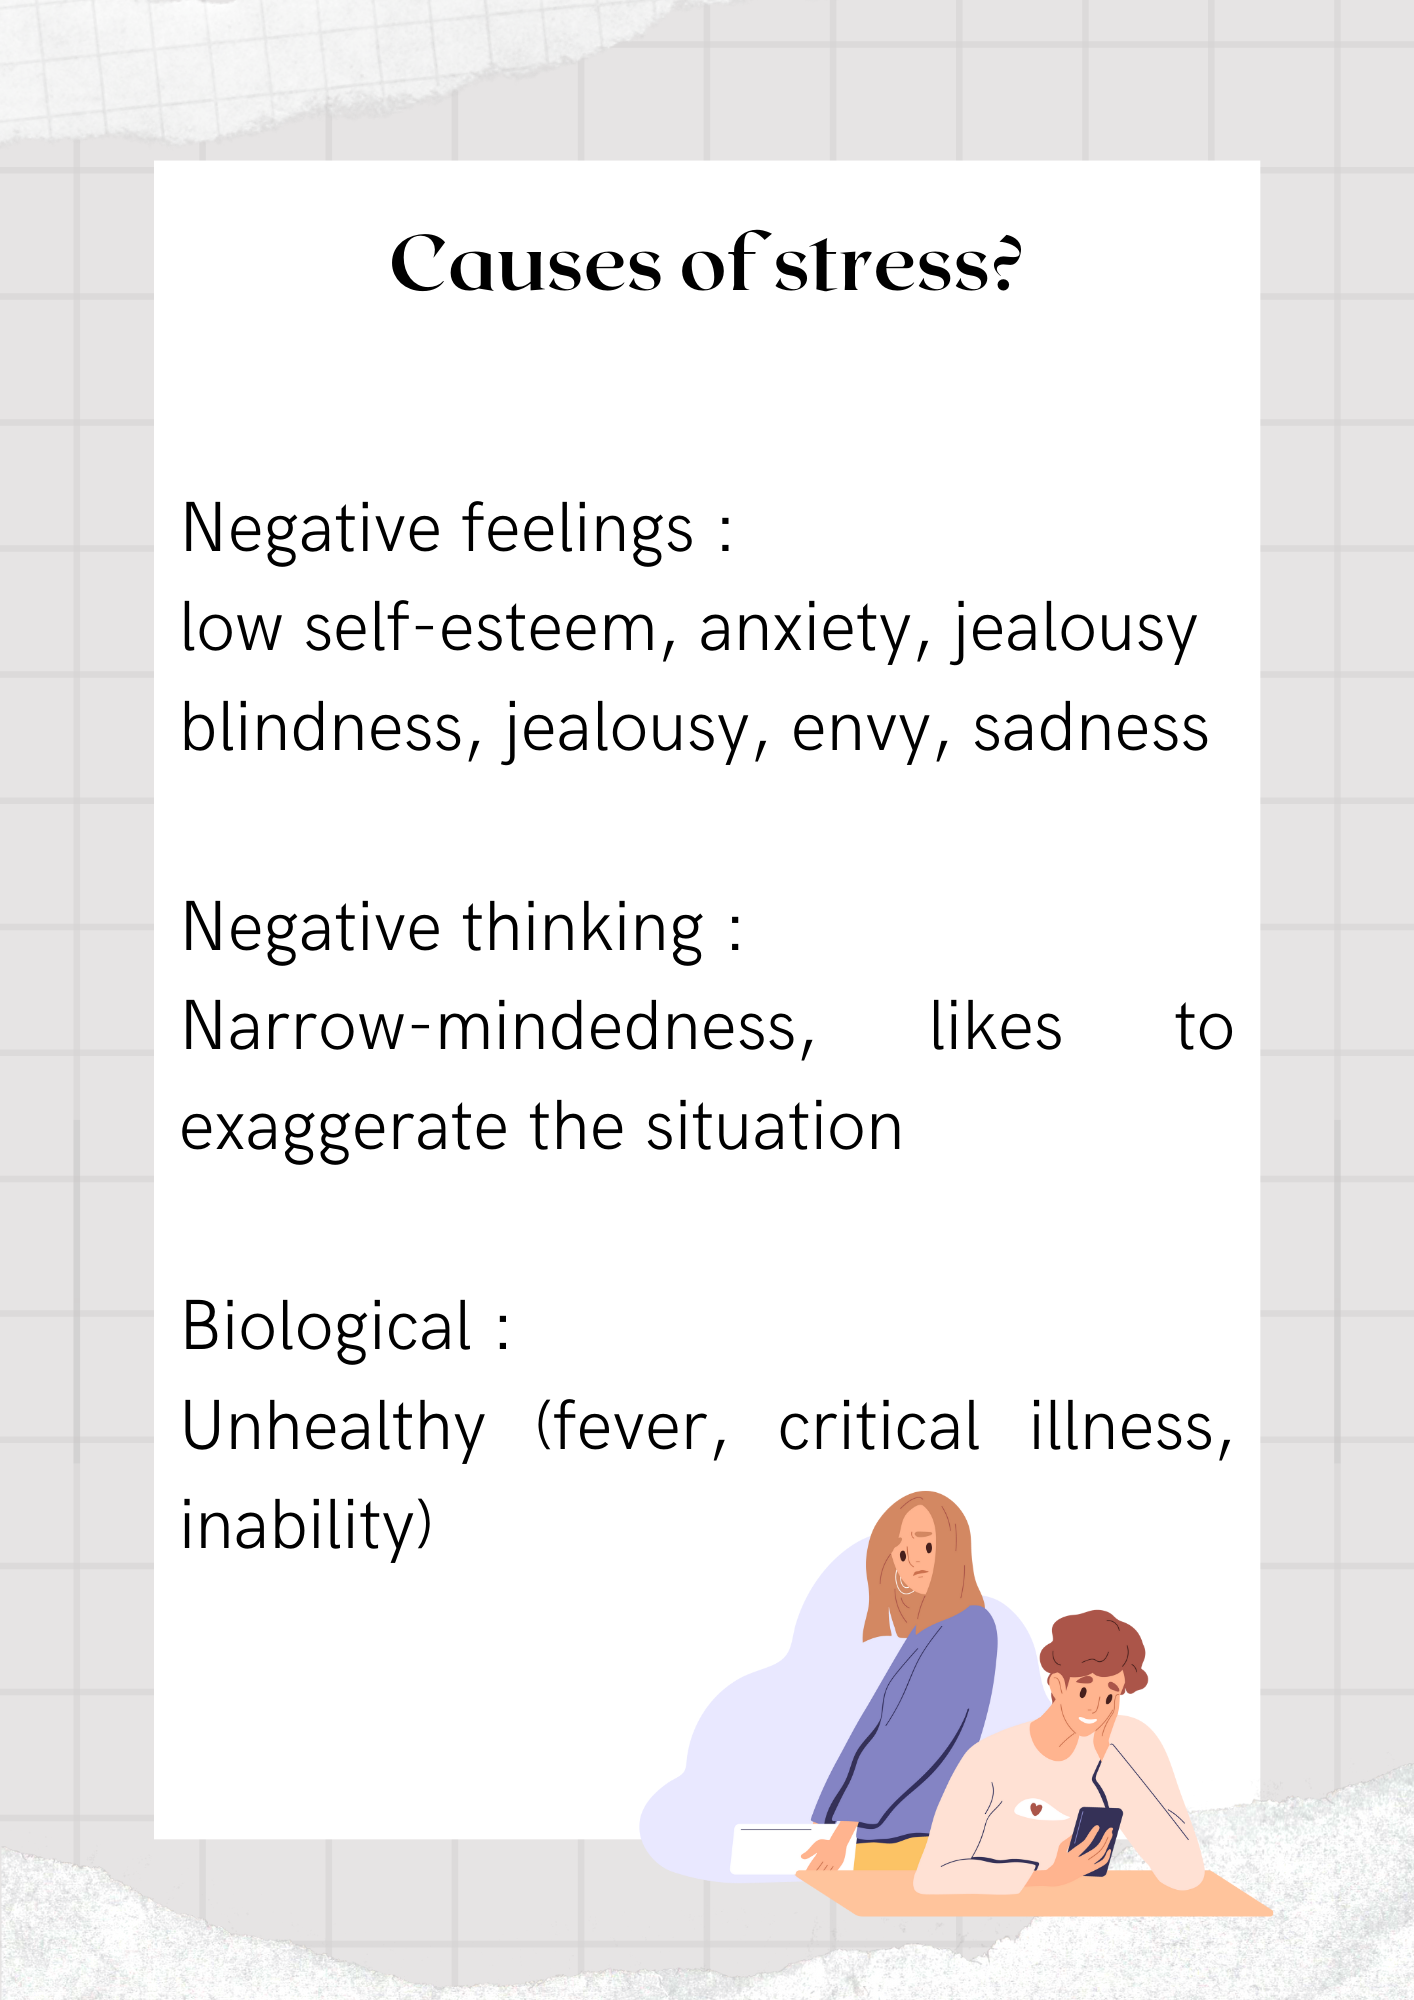 Causes of stress?
Negative feelings :
low self-esteem, anxiety, jealousy
blindness, jealousy, envy, sadness
Negative thinking :
Narrow-mindedness, likes to
exaggerate the situation
Biological :
Unhealthy (fever, critical illness,
inability)